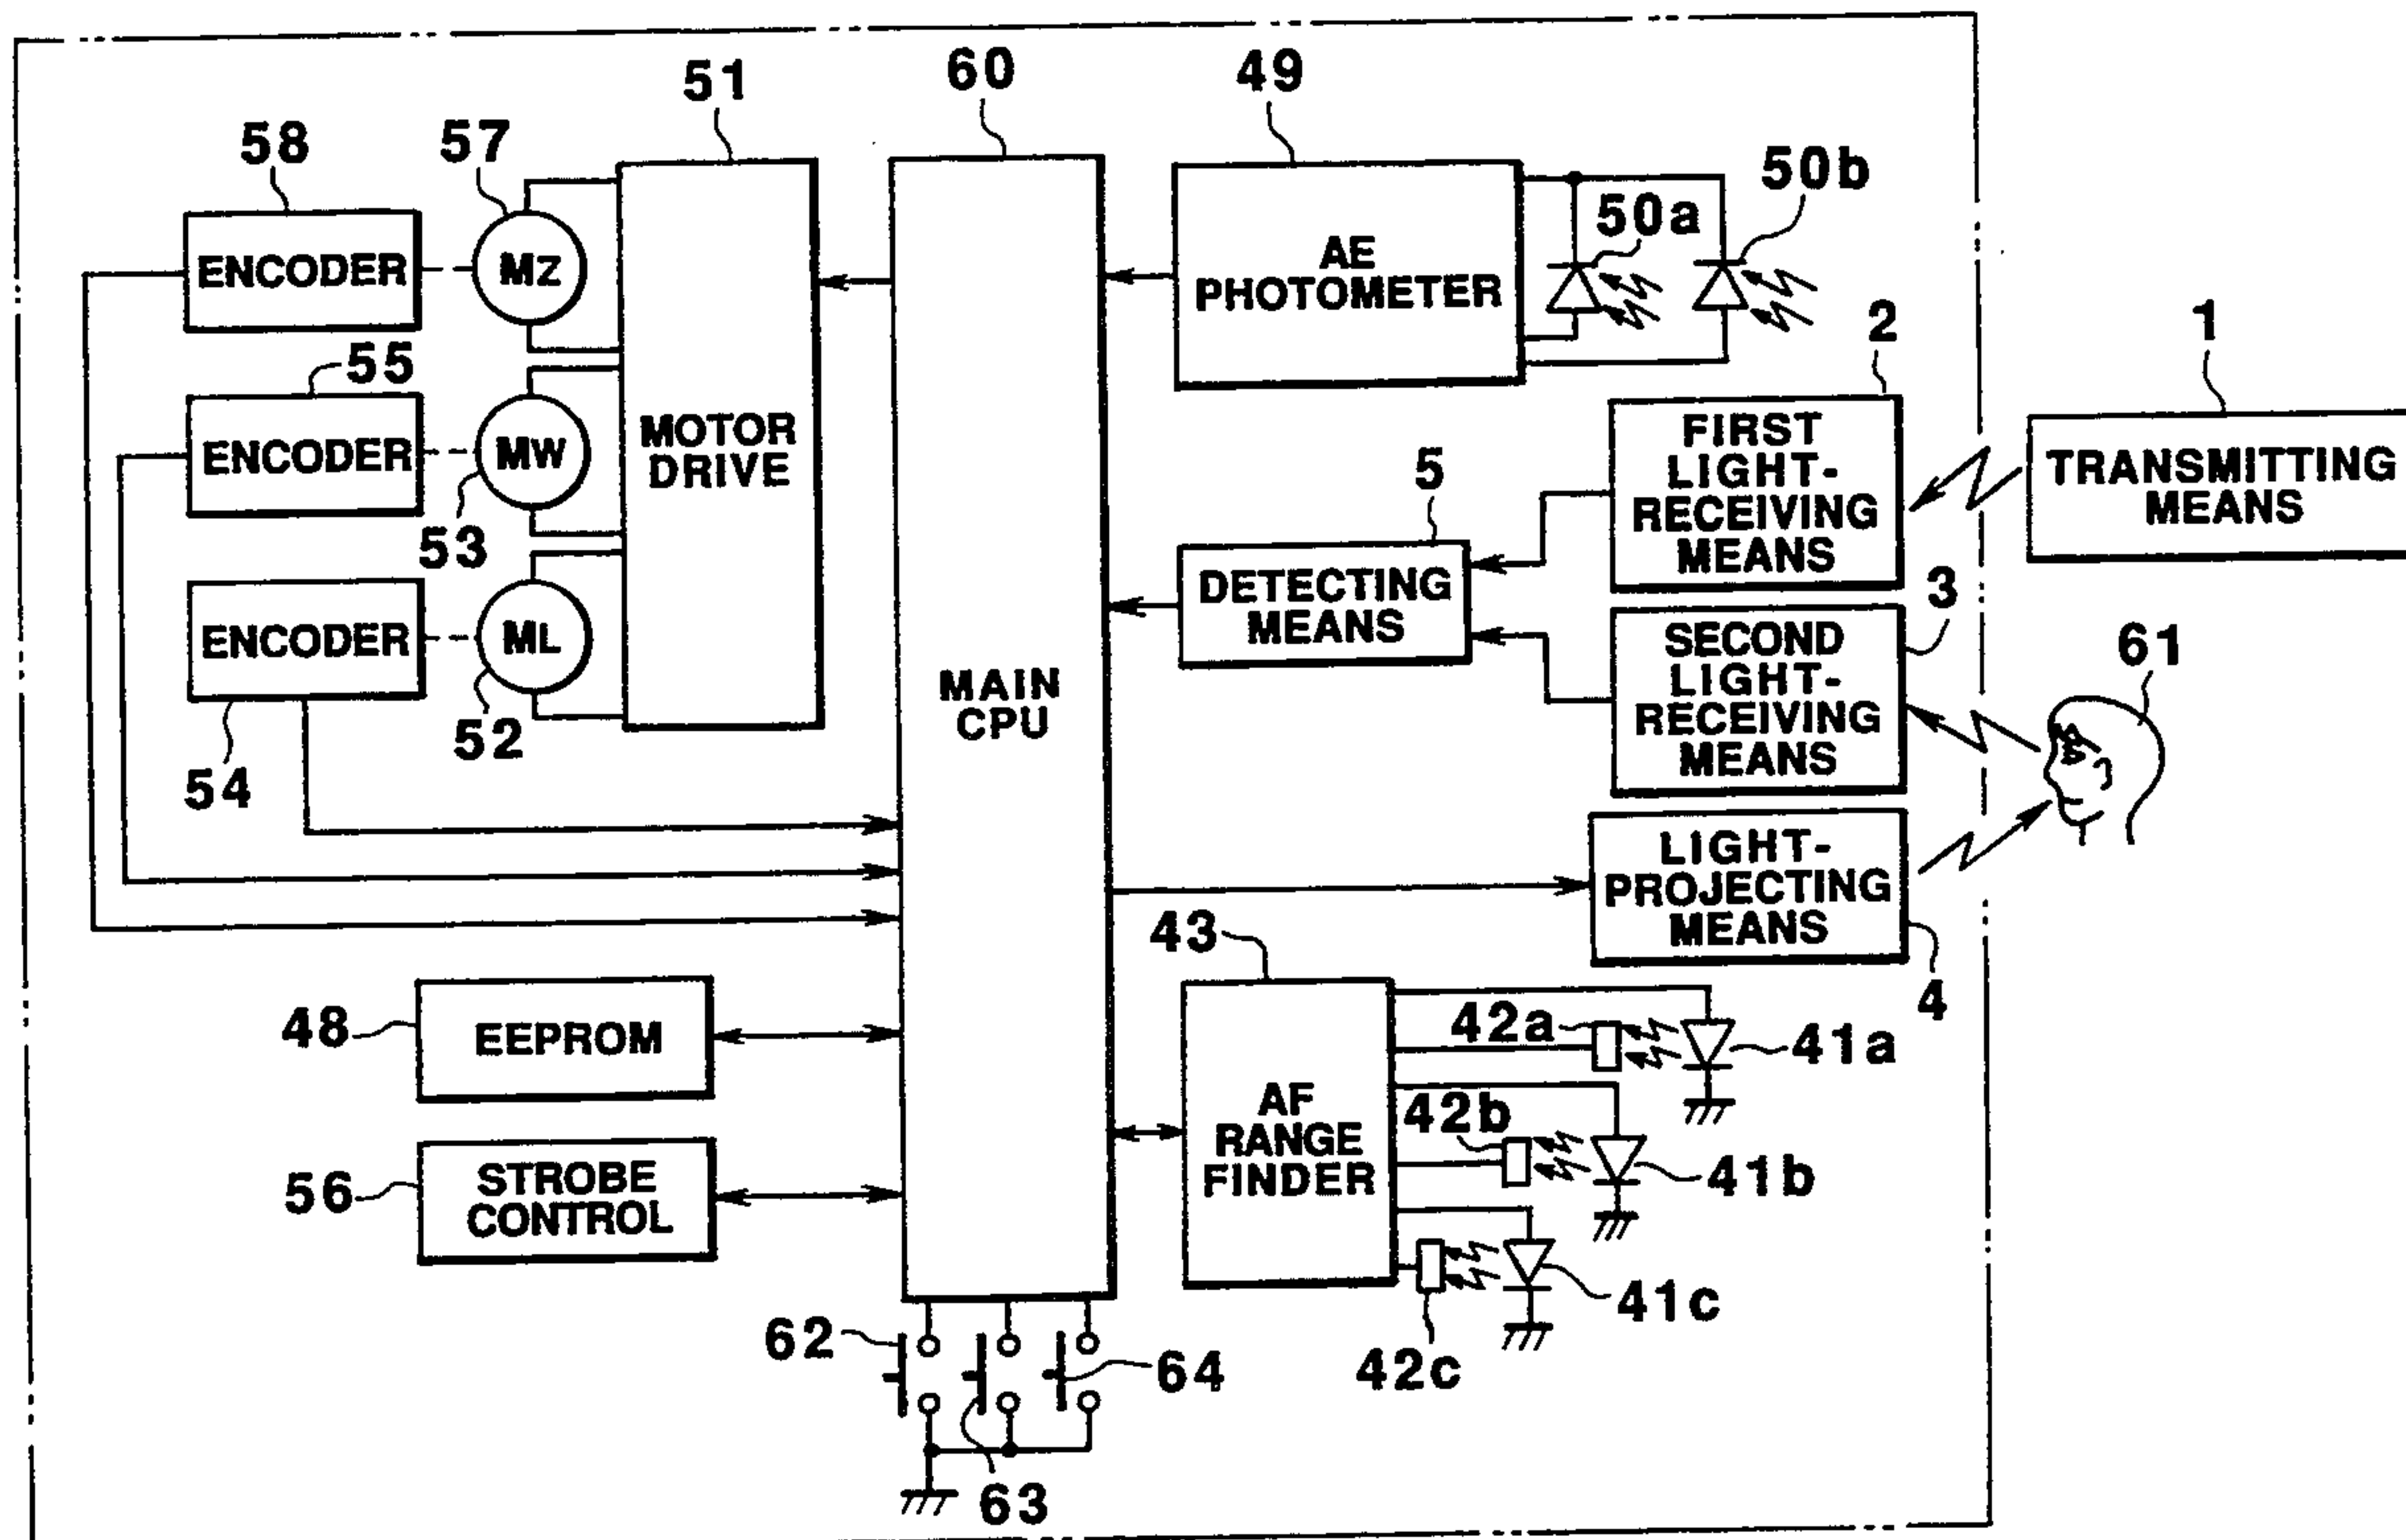 51
60
49
58
57
50b
50a
ENCODER
MZ
AE
PHOTOMETER
2
1
55
ENCODER
MW
MOTOR
DRIVE
FIRST
LIGHT-
RECEIVING
MEANS
TRANSMITTING
MEANS
5
53
DETECTING
MEANS
3
ENCODER
ML
SECOND
LIGHT-
RECEIVING
MEANS
61
MAIN
CPU
52
54
LIGHT-
PROJECTING
MEANS
43
4
48
EEPROM
42a
41a
AF
RANGE
FINDER
42b
41b
56
STROBE
CONTROL
41c
62
64
42c
63